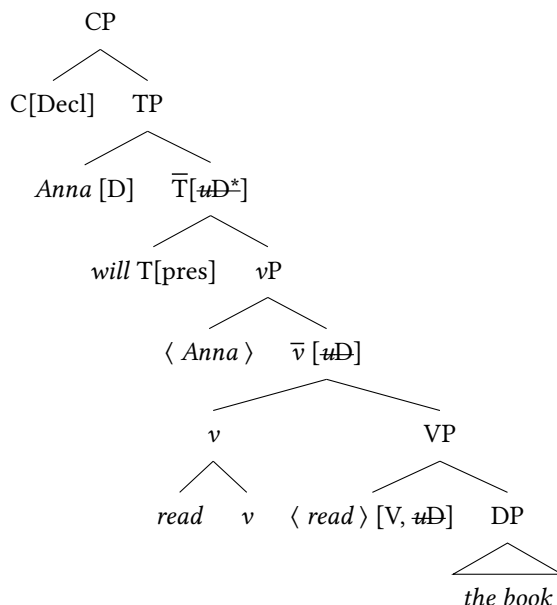 CP
C[Decl] TP
Anna [D] T̅[uD*]
will T[pres] vP
⟨ Anna ⟩ v̅ [uD]
v VP
read v ⟨ read ⟩ [V, uD] DP
the book